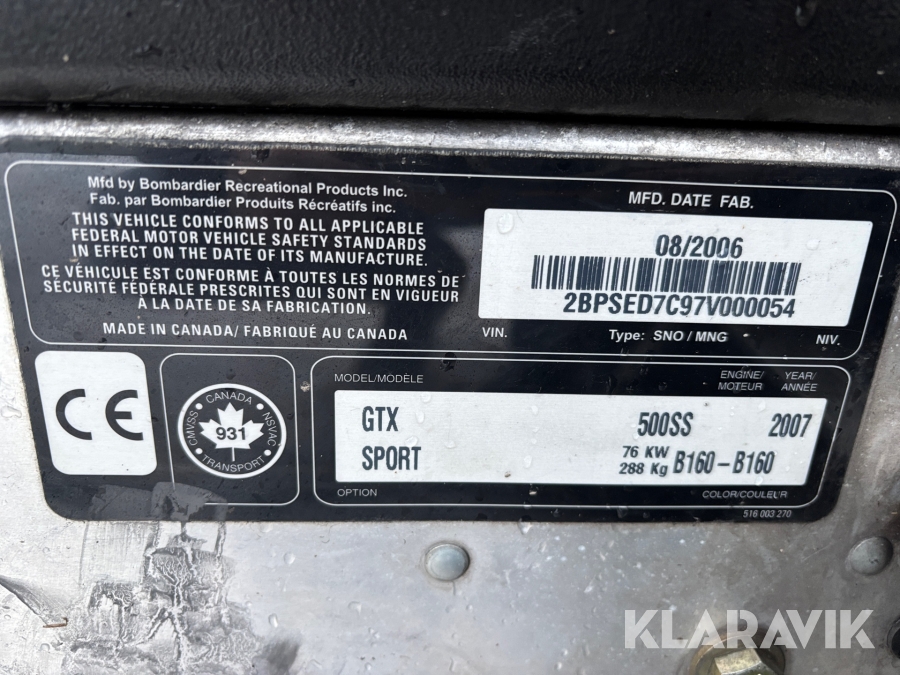 Mfd by Bombardier Recreational Products Inc.
Fab. par Bombardier Produits Récréatifs inc.
THIS VEHICLE CONFORMS TO ALL APPLICABLE
FEDERAL MOTOR VEHICLE SAFETY STANDARDS
IN EFFECT ON THE DATE OF ITS MANUFACTURE.
CE VÉHICULE EST CONFORME À TOUTES LES NORMES DE
SÉCURITÉ FÉDÉRALE PRESCRITES QUI SONT EN VIGUEUR
A LA DATE DE SA FABRICATION.
MADE IN CANADA/ FABRIQUÉ AU CANADA
MFD. DATE FAB.
08/2006
2BPSED7C97V000054
VIN.
Type: SNO / MNG
NIV.
CE
CANADA
CMVSS
NSVAC
931
TRANSPORT
MODEL/MODÈLE
ENGINE/
MOTEUR
YEAR/
ANNÉE
GTX
500SS
2007
SPORT
76 KW
288 Kg
B160-B160
OPTION
COLOR/COULEUR
516 003 270
KLARAVIK